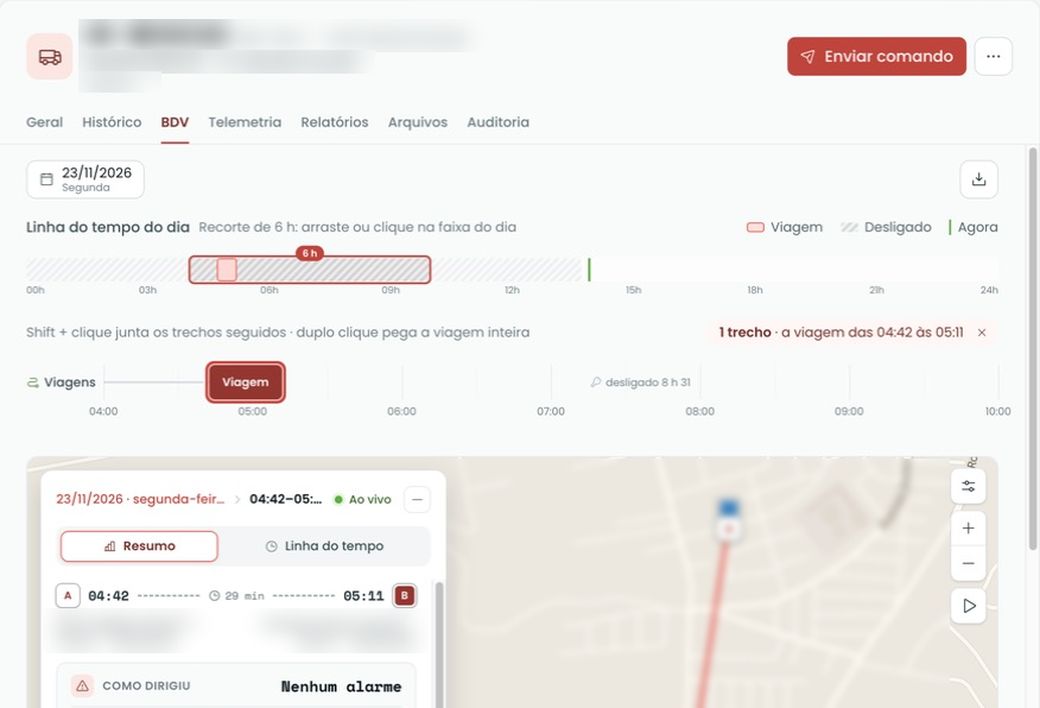 Enviar comando
Geral Histórico BDV Telemetria Relatórios Arquivos Auditoria
23/11/2026
Segunda
Linha do tempo do dia Recorte de 6 h: arraste ou clique na faixa do dia Viagem Desligado Agora
6 h
00h 03h 06h 09h 12h 15h 18h 21h 24h
Shift + clique junta os trechos seguidos · duplo clique pega a viagem inteira 1 trecho · a viagem das 04:42 às 05:11 ×
Viagens Viagem desligado 8 h 31
04:00 05:00 06:00 07:00 08:00 09:00 10:00
23/11/2026 · segunda-feir... > 04:42–05:... Ao vivo
Resumo Linha do tempo
A 04:42 29 min 05:11 B
COMO DIRIGIU Nenhum alarme